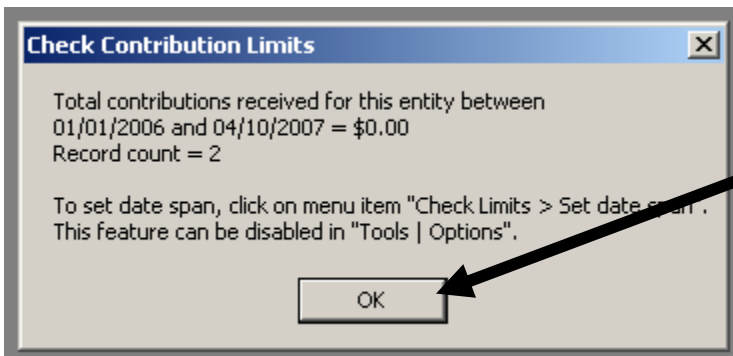 Check Contribution Limits
Total contributions received for this entity between
01/01/2006 and 04/10/2007 = $0.00
Record count = 2
To set date span, click on menu item "Check Limits > Set date span".
This feature can be disabled in "Tools | Options".
OK